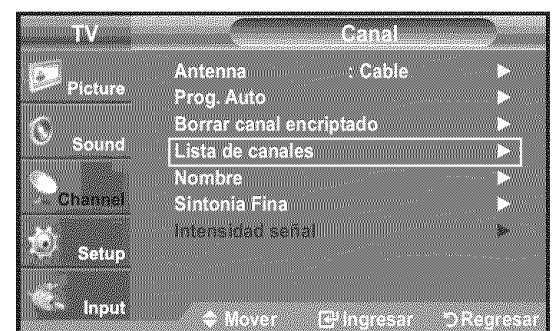 TV
Canal
Picture
Sound
Channel
Setup
Input
Antenna : Cable
Prog. Auto
Borrar canal encriptado
Lista de canales
Nombre
Sintonia Fina
Intensidad señal
Mover Ingresar Regresar